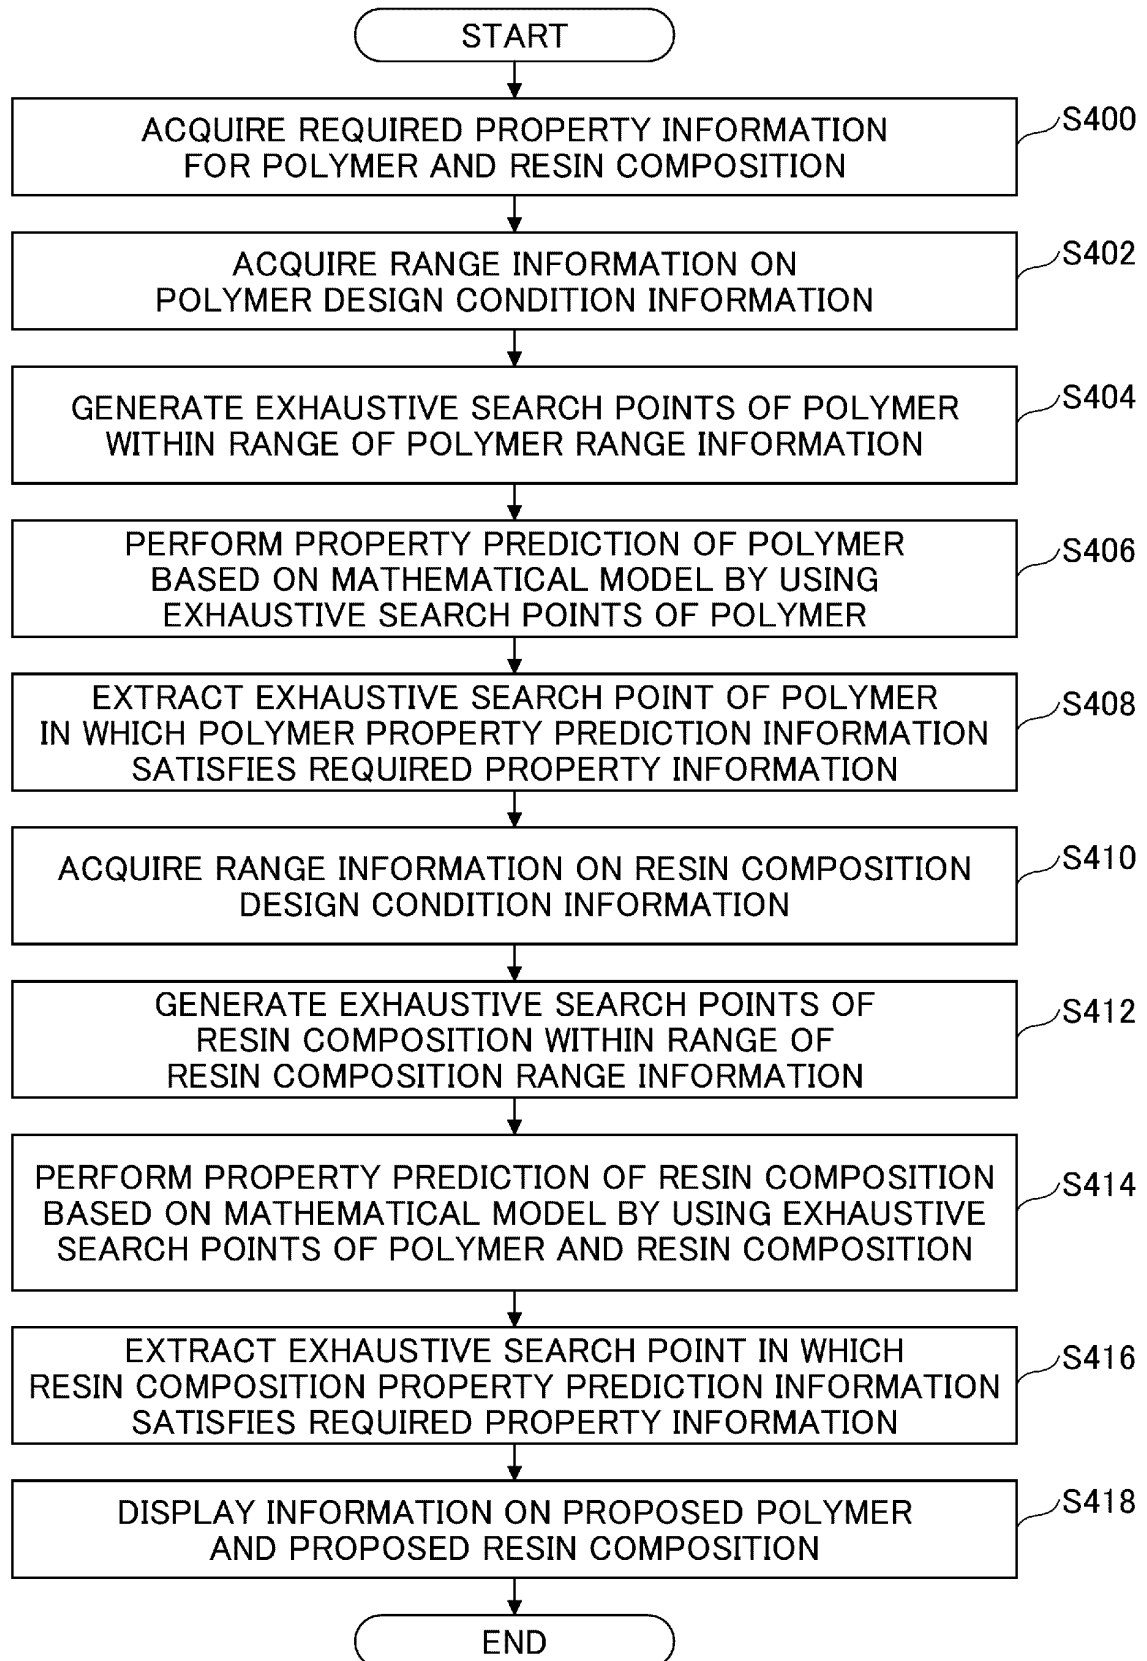 START
ACQUIRE REQUIRED PROPERTY INFORMATION
FOR POLYMER AND RESIN COMPOSITION
S400
ACQUIRE RANGE INFORMATION ON
POLYMER DESIGN CONDITION INFORMATION
S402
GENERATE EXHAUSTIVE SEARCH POINTS OF POLYMER
WITHIN RANGE OF POLYMER RANGE INFORMATION
S404
PERFORM PROPERTY PREDICTION OF POLYMER
BASED ON MATHEMATICAL MODEL BY USING
EXHAUSTIVE SEARCH POINTS OF POLYMER
S406
EXTRACT EXHAUSTIVE SEARCH POINT OF POLYMER
IN WHICH POLYMER PROPERTY PREDICTION INFORMATION
SATISFIES REQUIRED PROPERTY INFORMATION
S408
ACQUIRE RANGE INFORMATION ON RESIN COMPOSITION
DESIGN CONDITION INFORMATION
S410
GENERATE EXHAUSTIVE SEARCH POINTS OF
RESIN COMPOSITION WITHIN RANGE OF
RESIN COMPOSITION RANGE INFORMATION
S412
PERFORM PROPERTY PREDICTION OF RESIN COMPOSITION
BASED ON MATHEMATICAL MODEL BY USING EXHAUSTIVE
SEARCH POINTS OF POLYMER AND RESIN COMPOSITION
S414
EXTRACT EXHAUSTIVE SEARCH POINT IN WHICH
RESIN COMPOSITION PROPERTY PREDICTION INFORMATION
SATISFIES REQUIRED PROPERTY INFORMATION
S416
DISPLAY INFORMATION ON PROPOSED POLYMER
AND PROPOSED RESIN COMPOSITION
S418
END